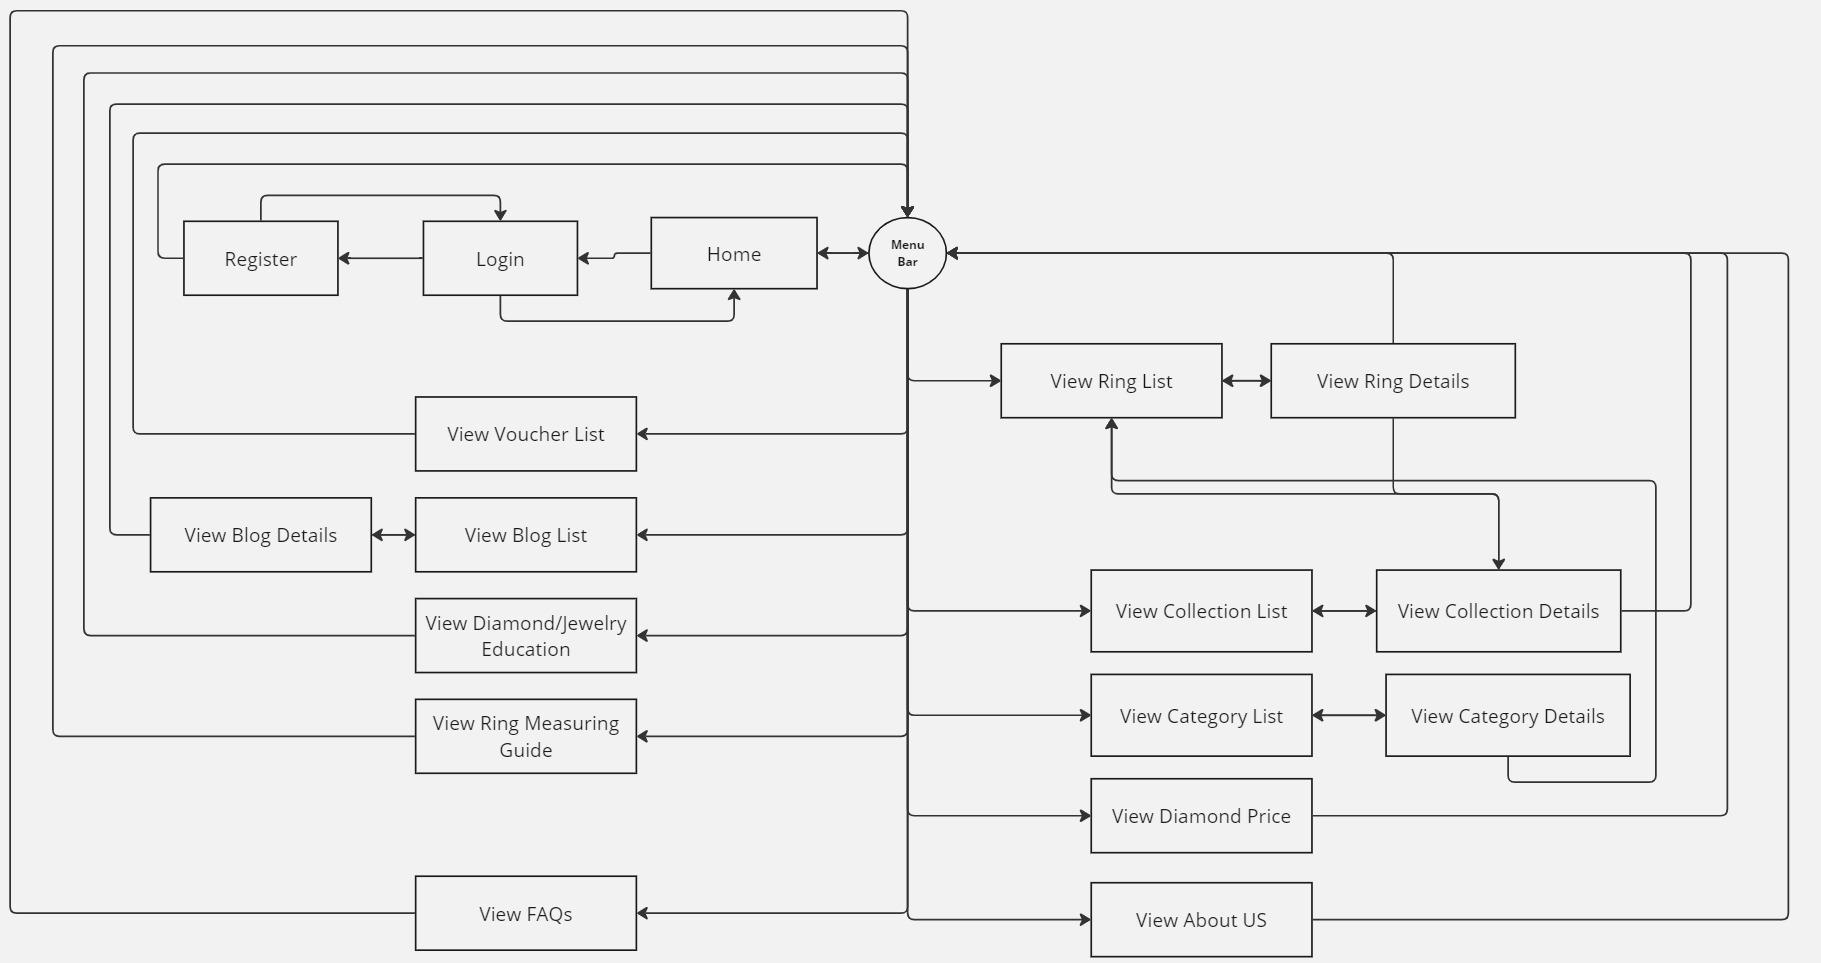 Menu
Bar
Home
Login
Register
View Ring List
View Ring Details
View Voucher List
View Blog Details
View Blog List
View Diamond/Jewelry
Education
View Collection List
View Collection Details
View Ring Measuring
Guide
View Category List
View Category Details
View Diamond Price
View FAQs
View About US